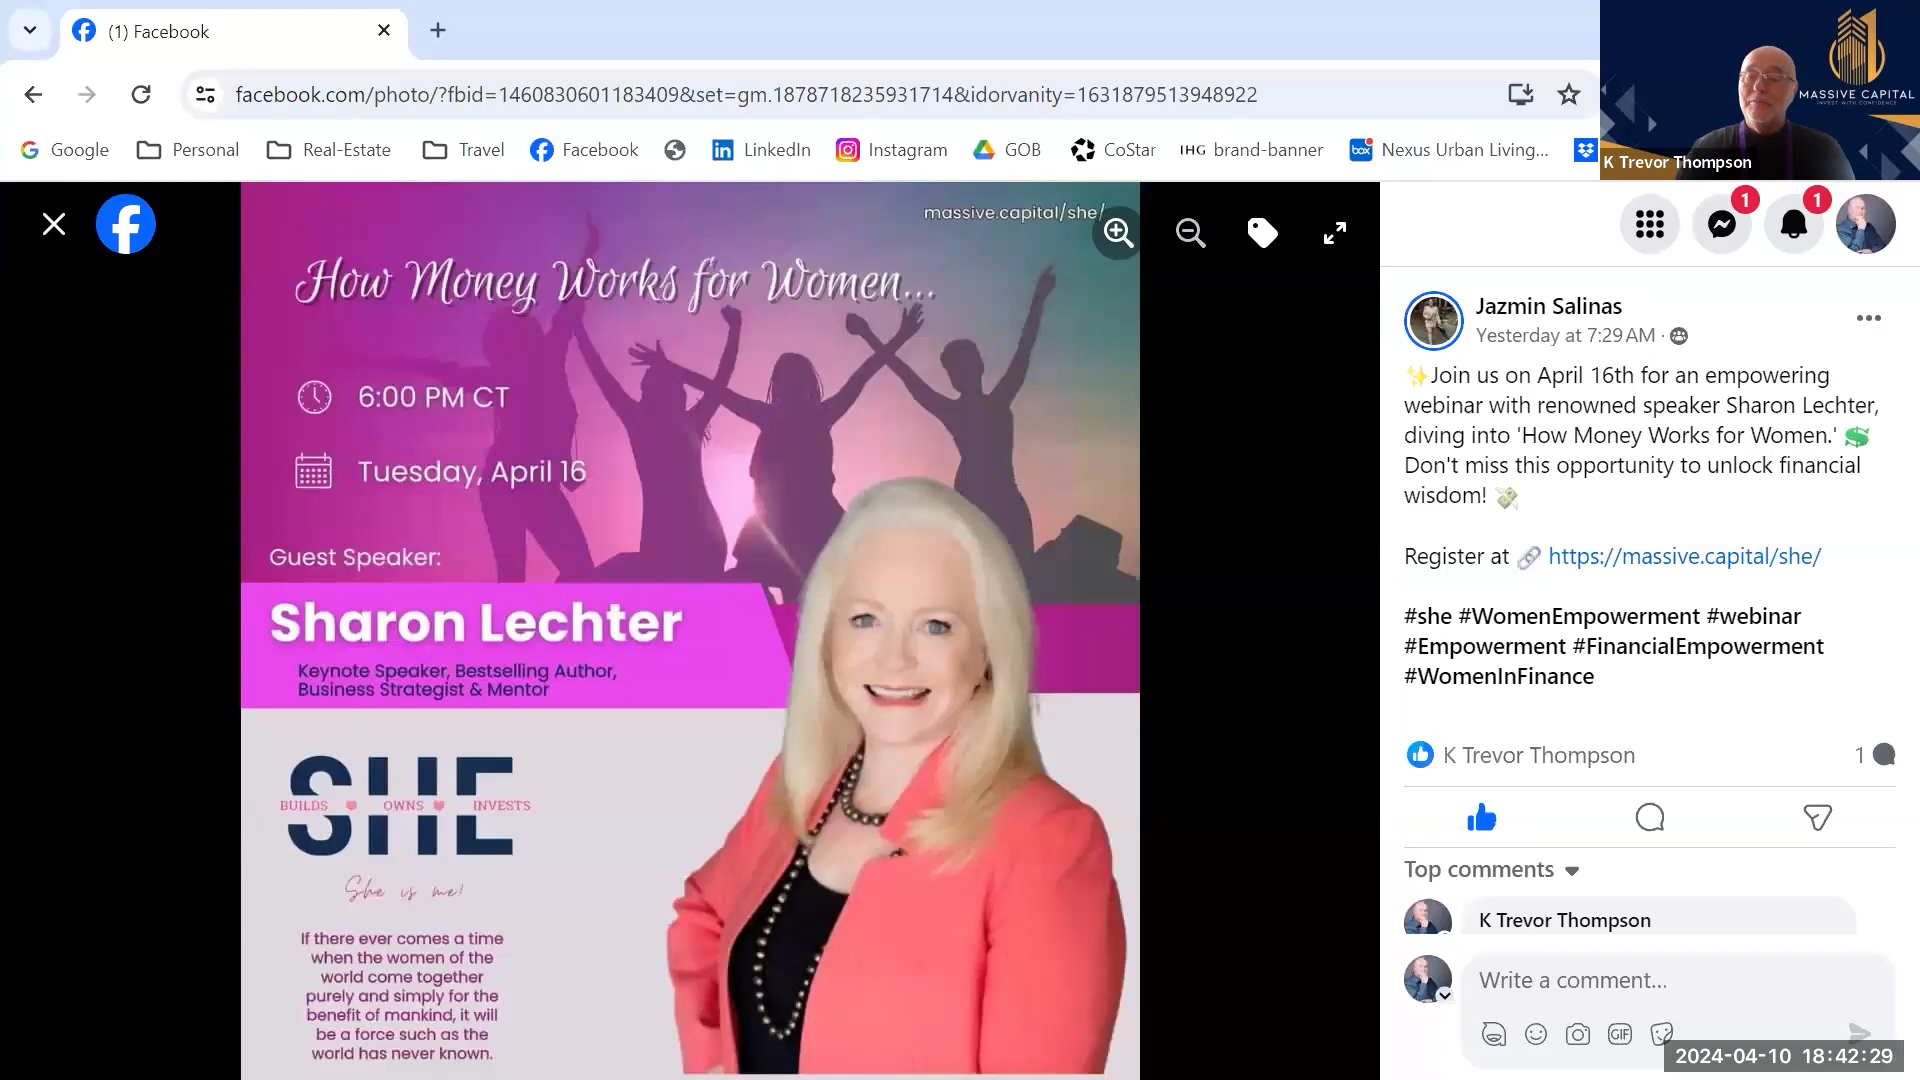 (1) Facebook
facebook.com/photo/?fbid=1460830601183409&set=gm.1878718235931714&idorvanity=1631879513948922
Google Personal Real-Estate Travel Facebook LinkedIn Instagram GOB CoStar IHG brand-banner box Nexus Urban Living...
MASSIVE CAPITAL
INVEST WITH CONFIDENCE
K Trevor Thompson
massive.capital/she/
How Money Works for Women...
6:00 PM CT
Tuesday, April 16
Guest Speaker:
Sharon Lechter
Keynote Speaker, Bestselling Author,
Business Strategist & Mentor
SHE
BUILDS OWNS INVESTS
She is me!
If there ever comes a time
when the women of the
world come together
purely and simply for the
benefit of mankind, it will
be a force such as the
world has never known.
1
1
Jazmin Salinas
Yesterday at 7:29 AM ·
✨Join us on April 16th for an empowering
webinar with renowned speaker Sharon Lechter,
diving into 'How Money Works for Women.' 💲
Don't miss this opportunity to unlock financial
wisdom! 💸
Register at 🔗 https://massive.capital/she/
#she #WomenEmpowerment #webinar
#Empowerment #FinancialEmpowerment
#WomenInFinance
K Trevor Thompson 1
Top comments
K Trevor Thompson
Write a comment...
GIF
2024-04-10 18:42:29